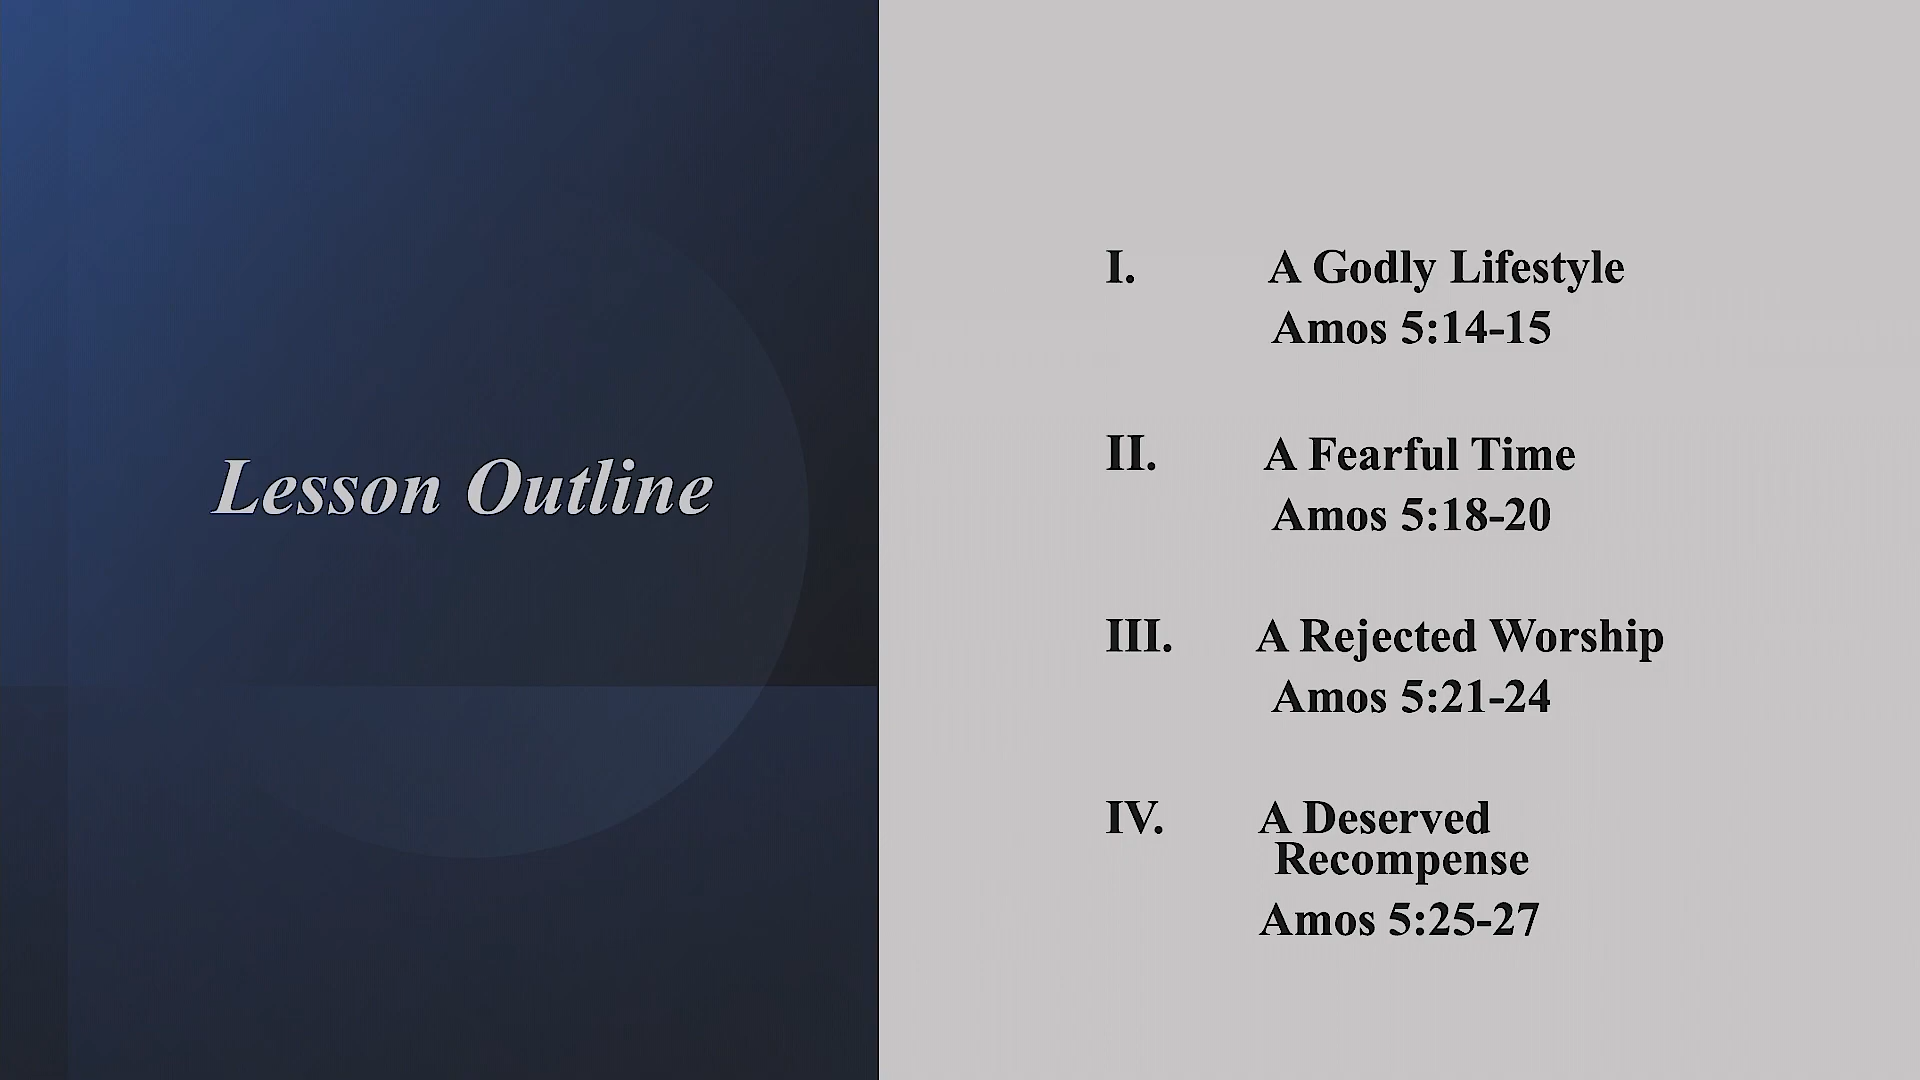 Lesson Outline
I. A Godly Lifestyle
Amos 5:14-15
II. A Fearful Time
Amos 5:18-20
III. A Rejected Worship
Amos 5:21-24
IV. A Deserved
Recompense
Amos 5:25-27